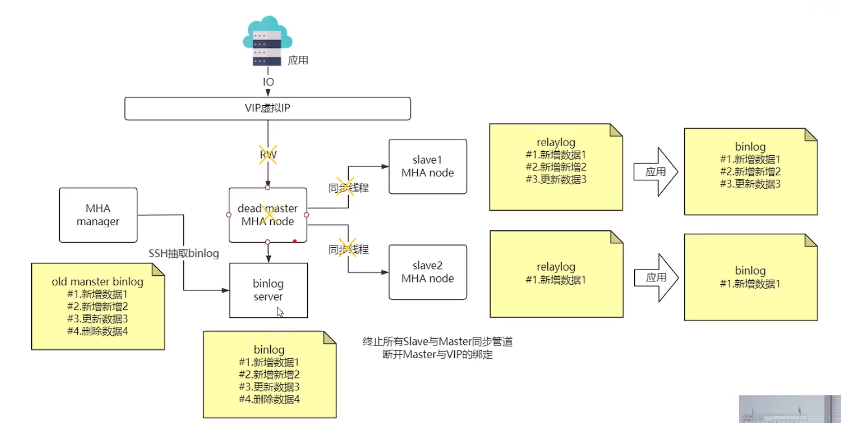 应用
IO
VIP虚拟IP
RW
slave1
MHA node
同步线程
relaylog
#1.新增数据1
#2.新增新增2
#3.更新数据3
应用
binlog
#1.新增数据1
#2.新增新增2
#3.更新数据3
MHA
manager
dead master
MHA node
SSH抽取binlog
同步线程
slave2
MHA node
relaylog
#1.新增数据1
应用
binlog
#1.新增数据1
old manster binlog
#1.新增数据1
#2.新增新增2
#3.更新数据3
#4.删除数据4
binlog
server
binlog
#1.新增数据1
#2.新增新增2
#3.更新数据3
#4.删除数据4
终止所有Slave与Master同步管道
断开Master与VIP的绑定